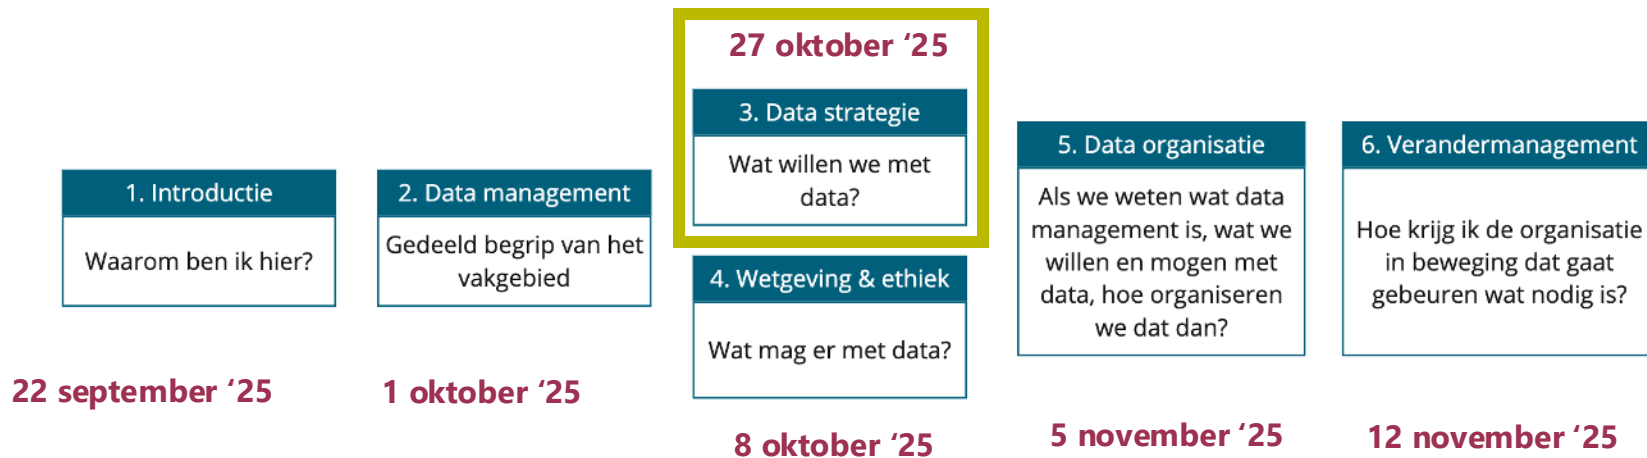 1. Introductie
Waarom ben ik hier?
22 september ‘25
2. Data management
Gedeeld begrip van het
vakgebied
1 oktober ‘25
27 oktober ‘25
3. Data strategie
Wat willen we met
data?
4. Wetgeving & ethiek
Wat mag er met data?
8 oktober ‘25
5. Data organisatie
Als we weten wat data
management is, wat we
willen en mogen met
data, hoe organiseren
we dat dan?
5 november ‘25
6. Verandermanagement
Hoe krijg ik de organisatie
in beweging dat gaat
gebeuren wat nodig is?
12 november ‘25